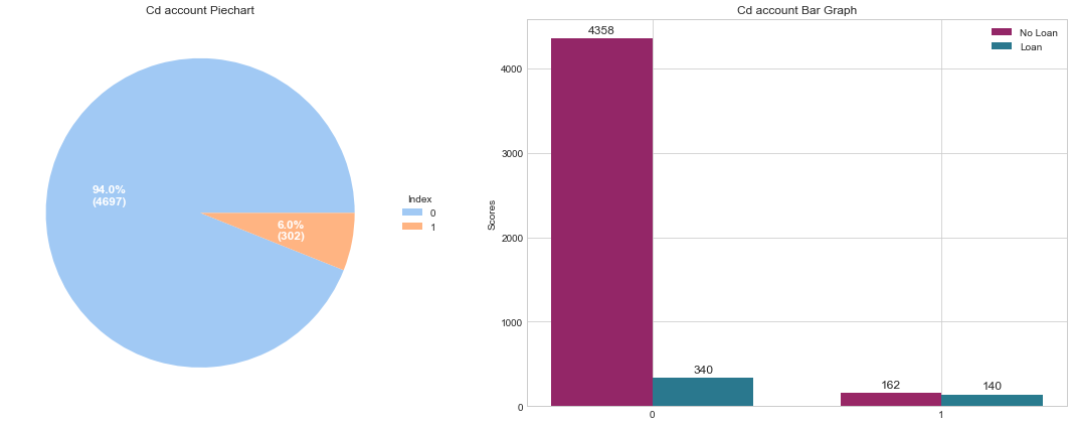 Cd account Piechart
94.0%
(4697)
6.0%
(302)
Index
0
1
Cd account Bar Graph
No Loan
Loan
Scores
4000
3000
2000
1000
0
4358
340
162
140
0
1